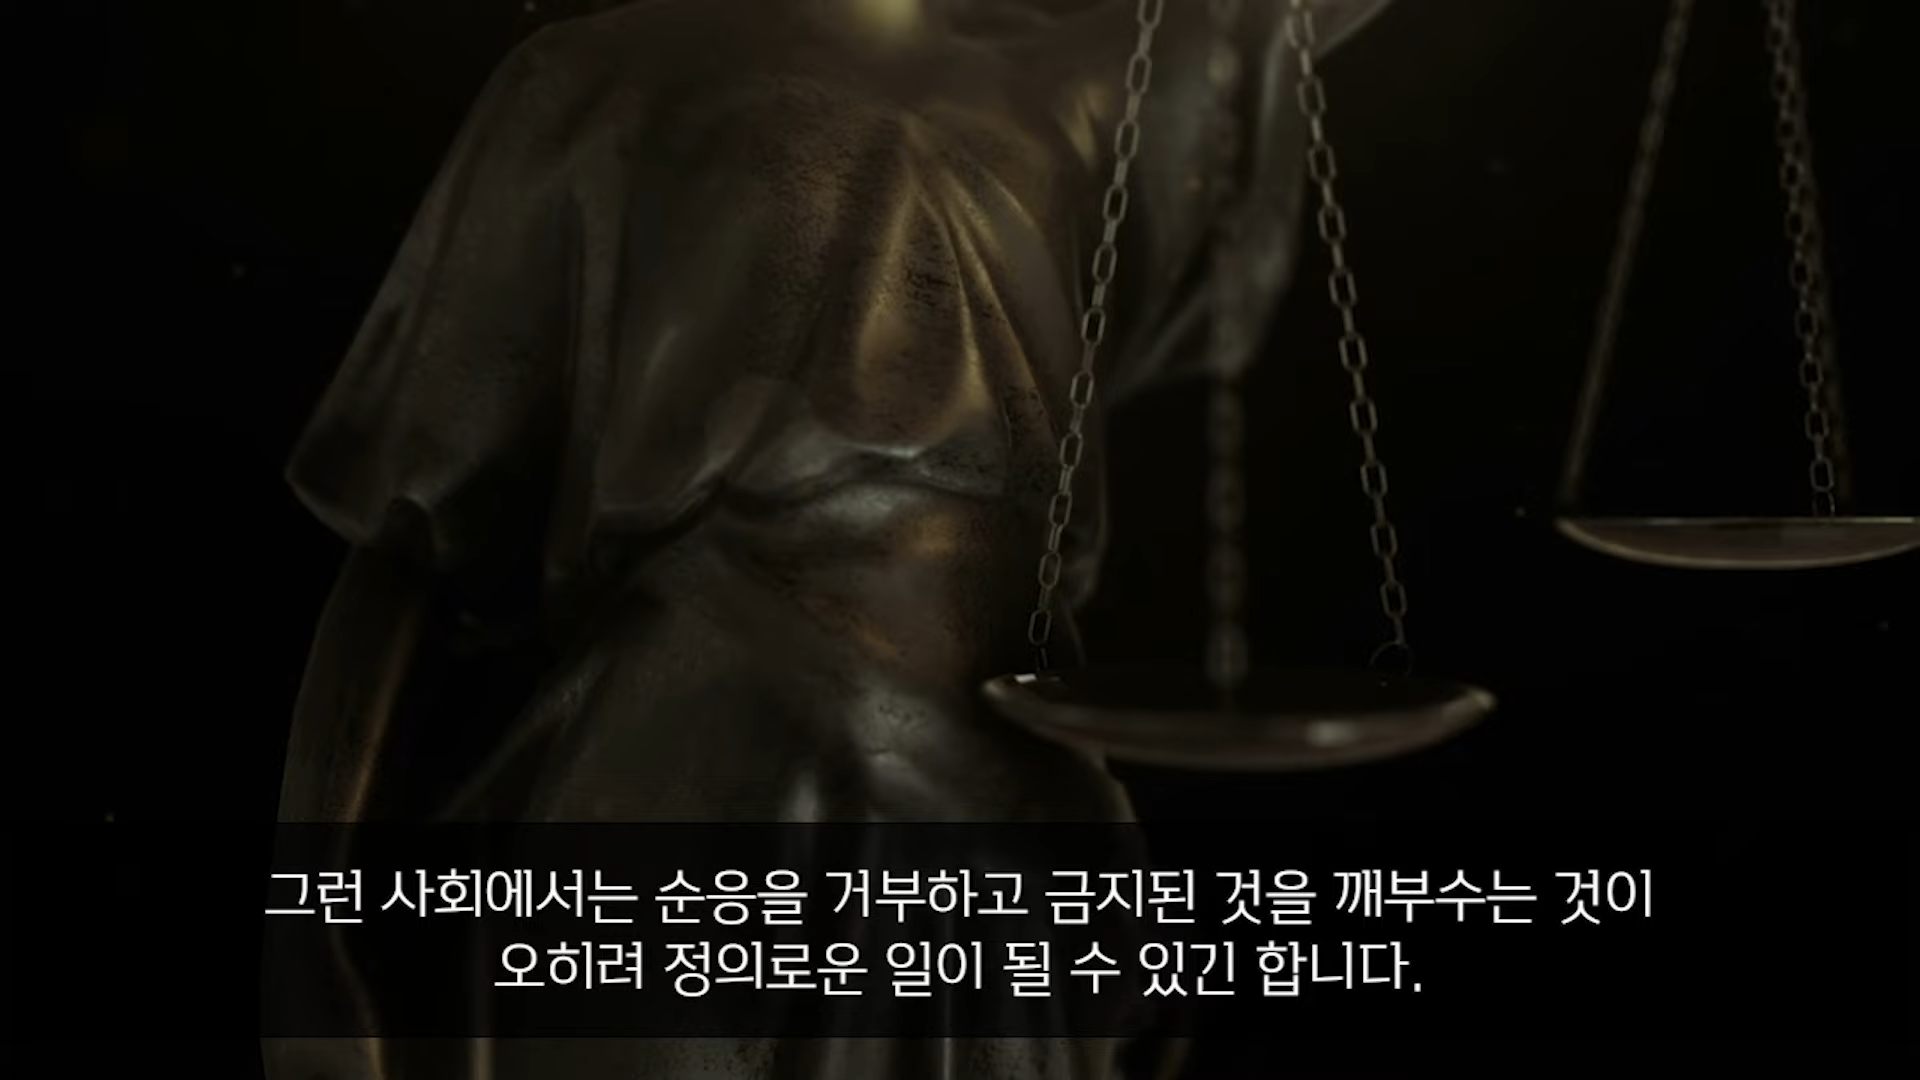 그런 사회에서는 순응을 거부하고 금지된 것을 깨부수는 것이
오히려 정의로운 일이 될 수 있긴 합니다.